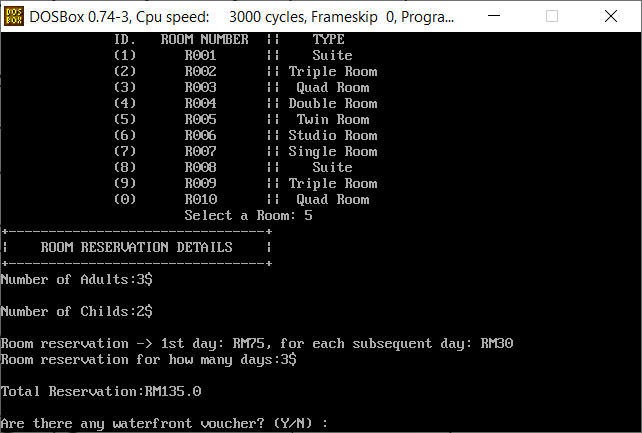 DOSBox 0.74-3, Cpu speed: 3000 cycles, Frameskip 0, Progra...
ID. ROOM NUMBER ¦¦ TYPE
(1) R001 ¦¦ Suite
(2) R002 ¦¦ Triple Room
(3) R003 ¦¦ Quad Room
(4) R004 ¦¦ Double Room
(5) R005 ¦¦ Twin Room
(6) R006 ¦¦ Studio Room
(7) R007 ¦¦ Single Room
(8) R008 ¦¦ Suite
(9) R009 ¦¦ Triple Room
(0) R010 ¦¦ Quad Room
Select a Room: 5
+--------------------------------+
¦ ROOM RESERVATION DETAILS ¦
+--------------------------------+
Number of Adults:3$
Number of Childs:2$
Room reservation -> 1st day: RM75, for each subsequent day: RM30
Room reservation for how many days:3$
Total Reservation:RM135.0
Are there any waterfront voucher? (Y/N) :